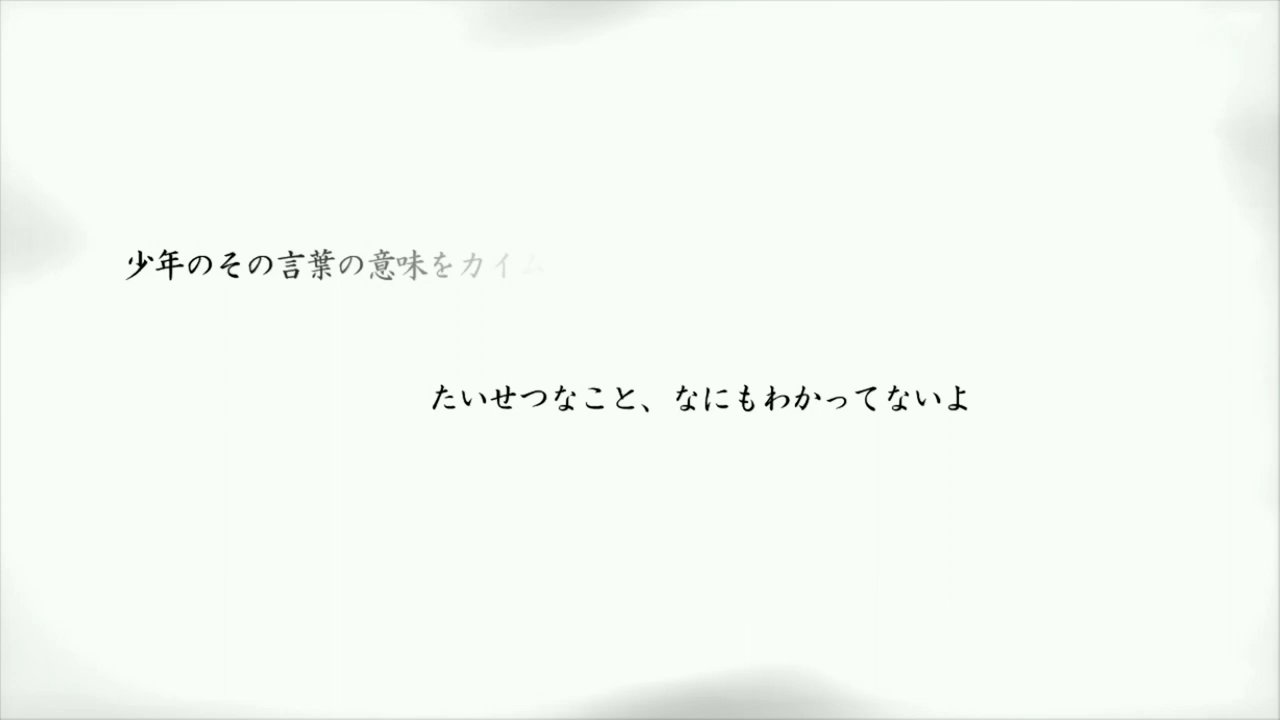 少年のその言葉の意味をカイム
たいせつなこと、なにもわかってないよ